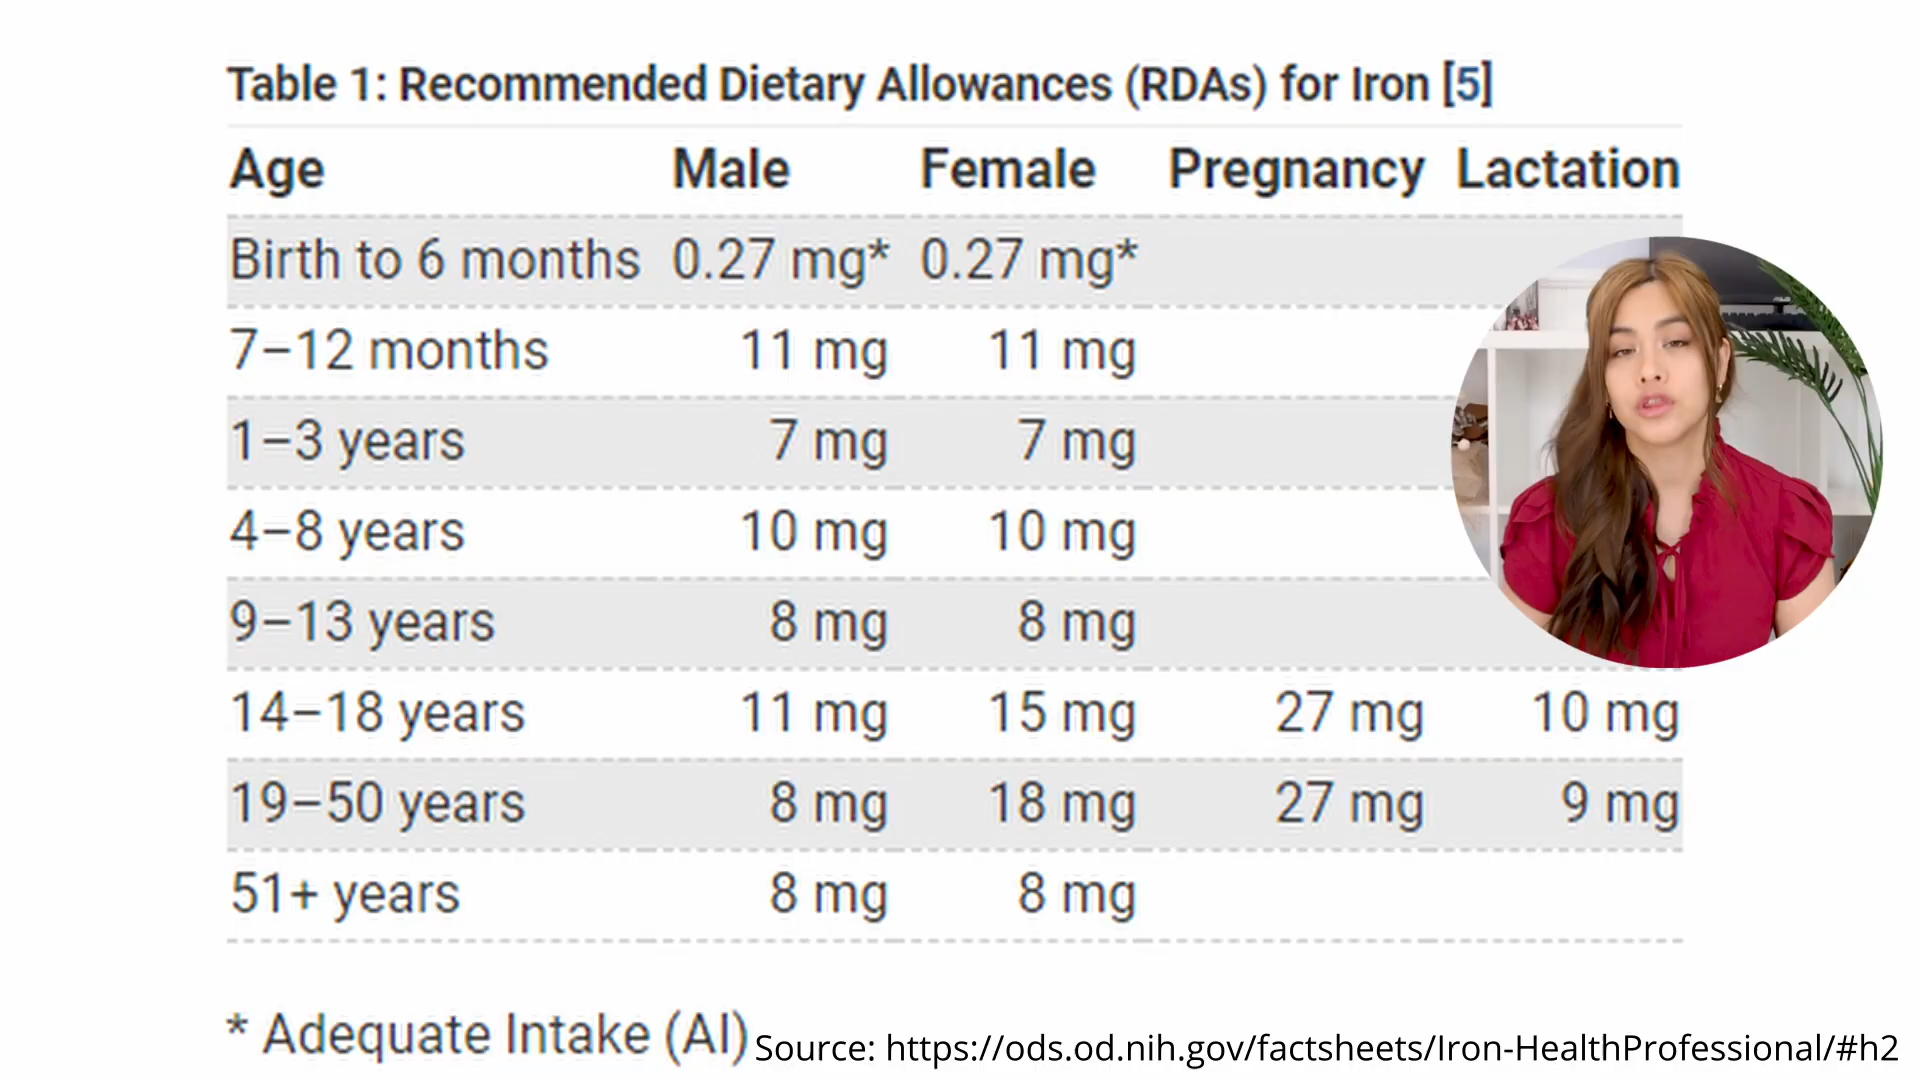 Table 1: Recommended Dietary Allowances (RDAs) for Iron [5]
Age Male Female Pregnancy Lactation
Birth to 6 months 0.27 mg* 0.27 mg*
7–12 months 11 mg 11 mg
1–3 years 7 mg 7 mg
4–8 years 10 mg 10 mg
9–13 years 8 mg 8 mg
14–18 years 11 mg 15 mg 27 mg 10 mg
19–50 years 8 mg 18 mg 27 mg 9 mg
51+ years 8 mg 8 mg
* Adequate Intake (AI)
Source: https://ods.od.nih.gov/factsheets/Iron-HealthProfessional/#h2